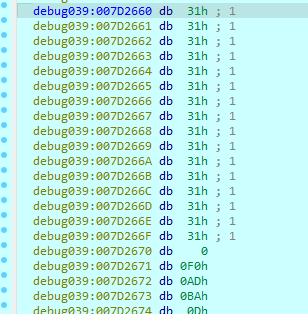 debug039:007D2660 db 31h ; 1
debug039:007D2661 db 31h ; 1
debug039:007D2662 db 31h ; 1
debug039:007D2663 db 31h ; 1
debug039:007D2664 db 31h ; 1
debug039:007D2665 db 31h ; 1
debug039:007D2666 db 31h ; 1
debug039:007D2667 db 31h ; 1
debug039:007D2668 db 31h ; 1
debug039:007D2669 db 31h ; 1
debug039:007D266A db 31h ; 1
debug039:007D266B db 31h ; 1
debug039:007D266C db 31h ; 1
debug039:007D266D db 31h ; 1
debug039:007D266E db 31h ; 1
debug039:007D266F db 31h ; 1
debug039:007D2670 db 0
debug039:007D2671 db 0F0h
debug039:007D2672 db 0ADh
debug039:007D2673 db 0BAh
debug039:007D2674 db 0Dh